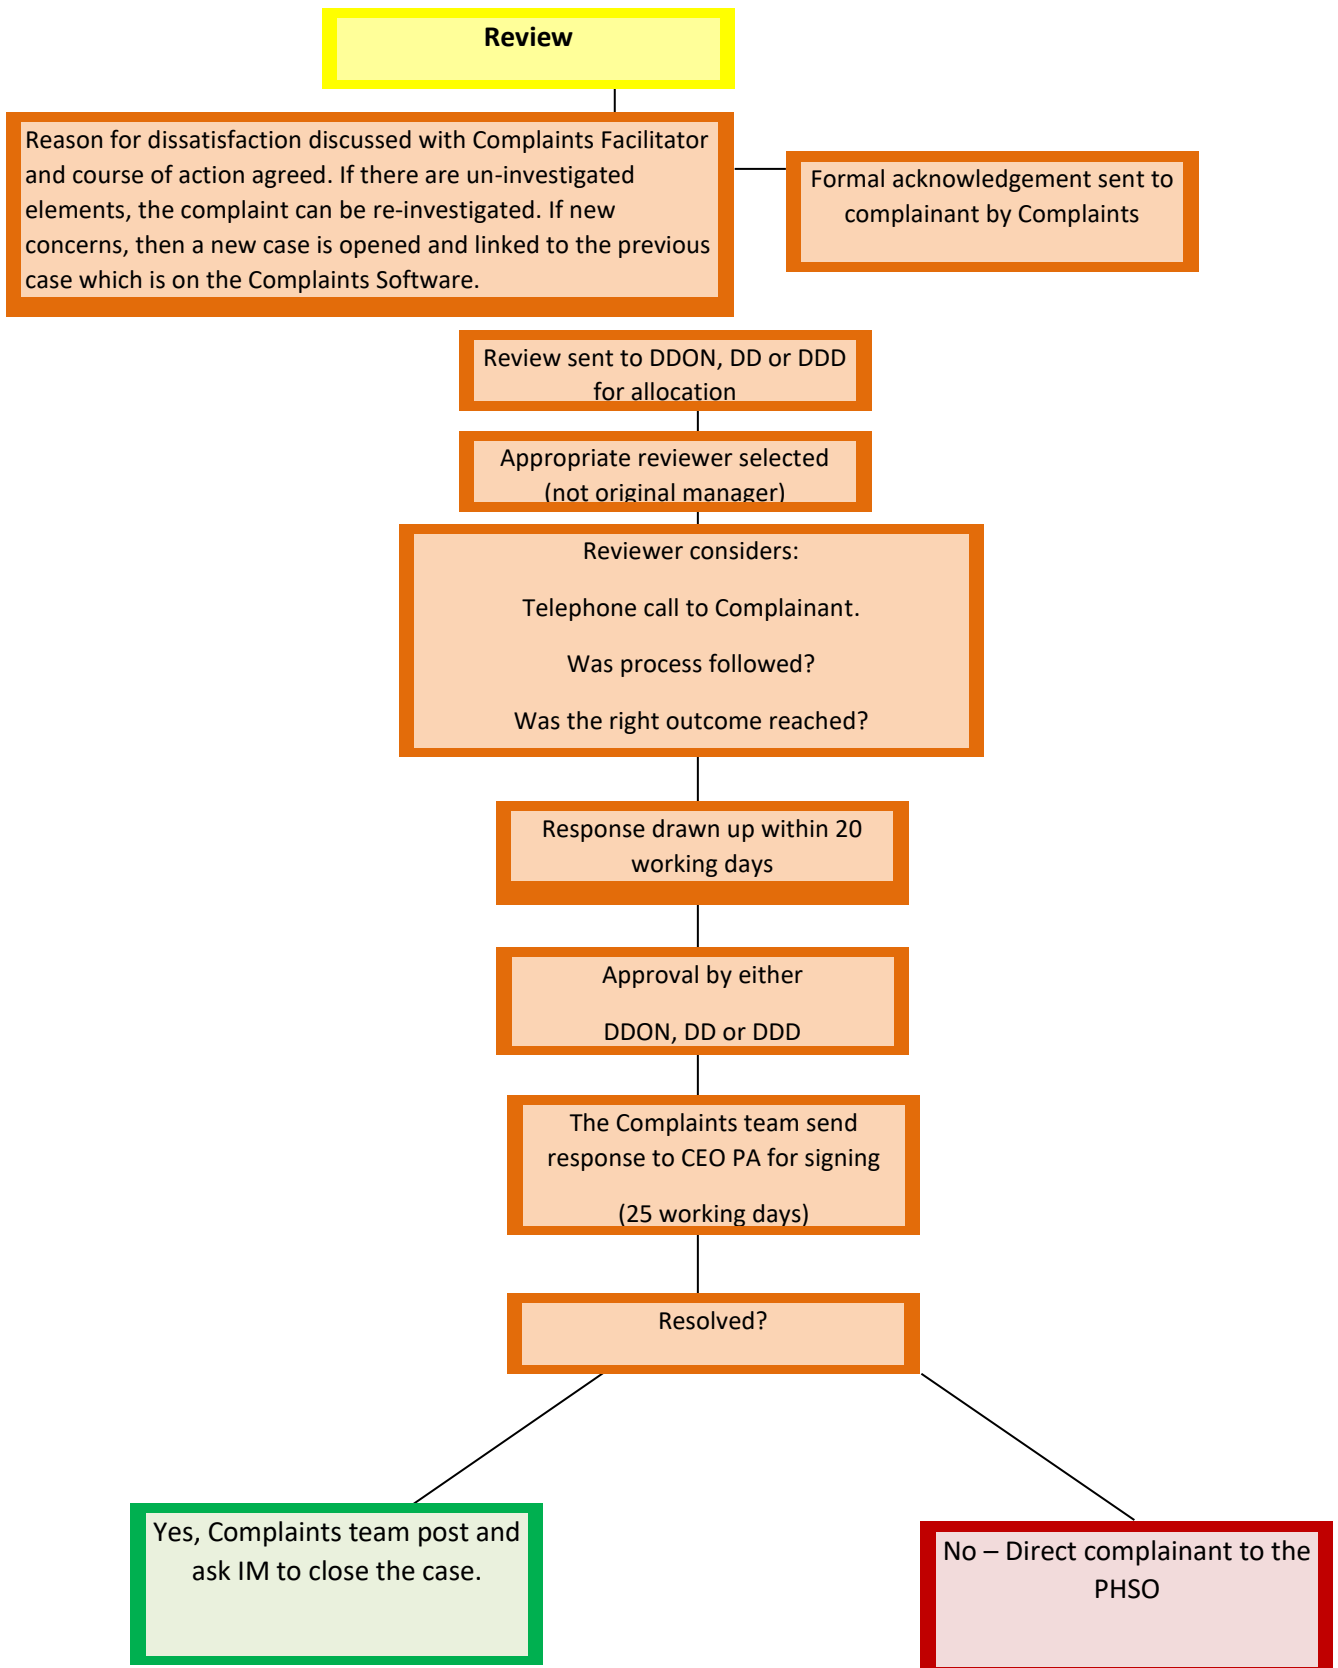 Review
Reason for dissatisfaction discussed with Complaints Facilitator
and course of action agreed. If there are un-investigated
elements, the complaint can be re-investigated. If new
concerns, then a new case is opened and linked to the previous
case which is on the Complaints Software.
Formal acknowledgement sent to
complainant by Complaints
Review sent to DDON, DD or DDD
for allocation
Appropriate reviewer selected
(not original manager)
Reviewer considers:
Telephone call to Complainant.
Was process followed?
Was the right outcome reached?
Response drawn up within 20
working days
Approval by either
DDON, DD or DDD
The Complaints team send
response to CEO PA for signing
(25 working days)
Resolved?
Yes, Complaints team post and
ask IM to close the case.
No – Direct complainant to the
PHSO